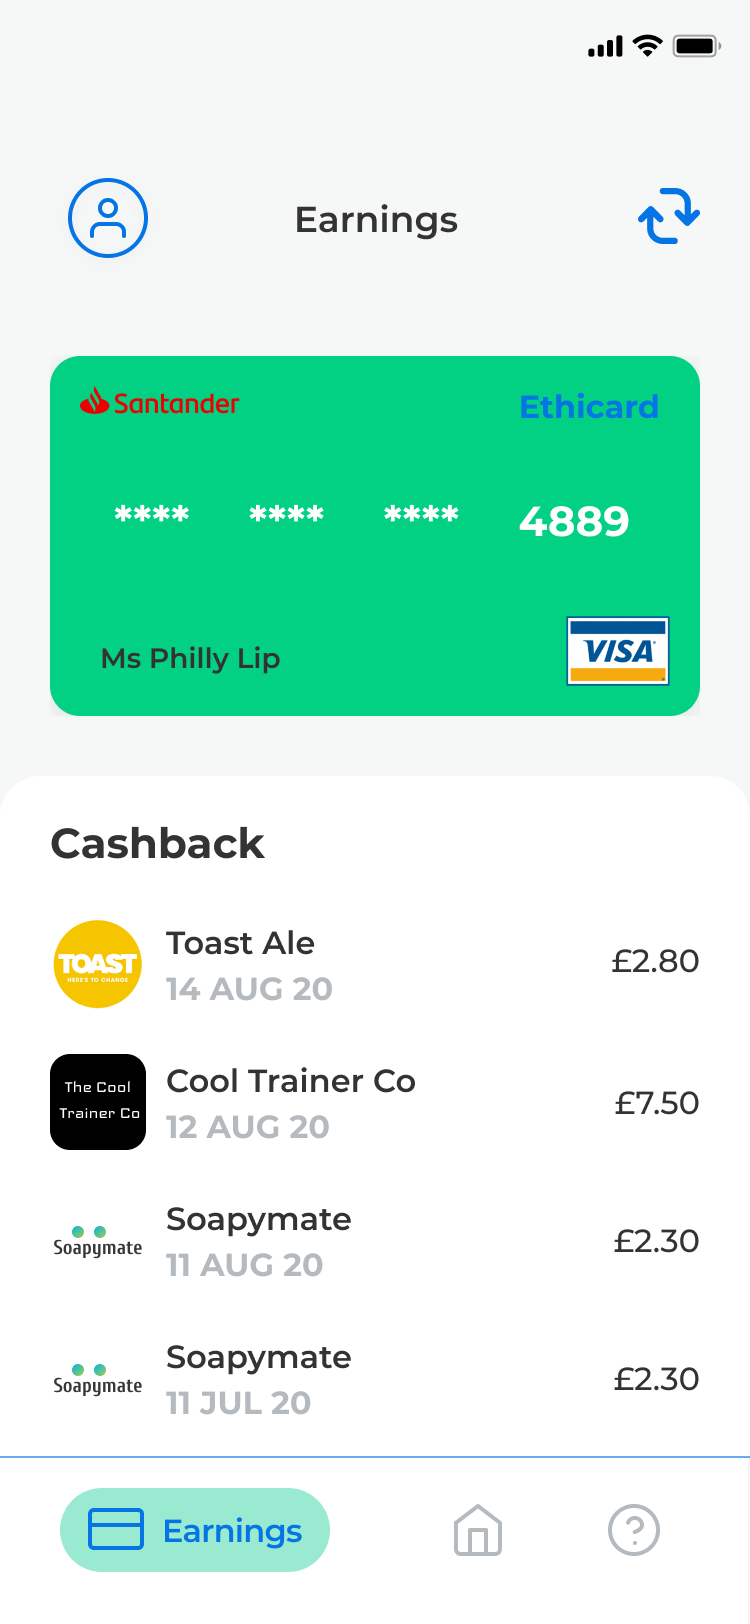 Earnings
Santander
Ethicard
**** **** **** 4889
Ms Philly Lip
VISA
Cashback
TOAST
HERE'S TO CHANGE
Toast Ale
14 AUG 20
£2.80
The Cool
Trainer Co
Cool Trainer Co
12 AUG 20
£7.50
Soapymate
Soapymate
11 AUG 20
£2.30
Soapymate
Soapymate
11 JUL 20
£2.30
Earnings
?